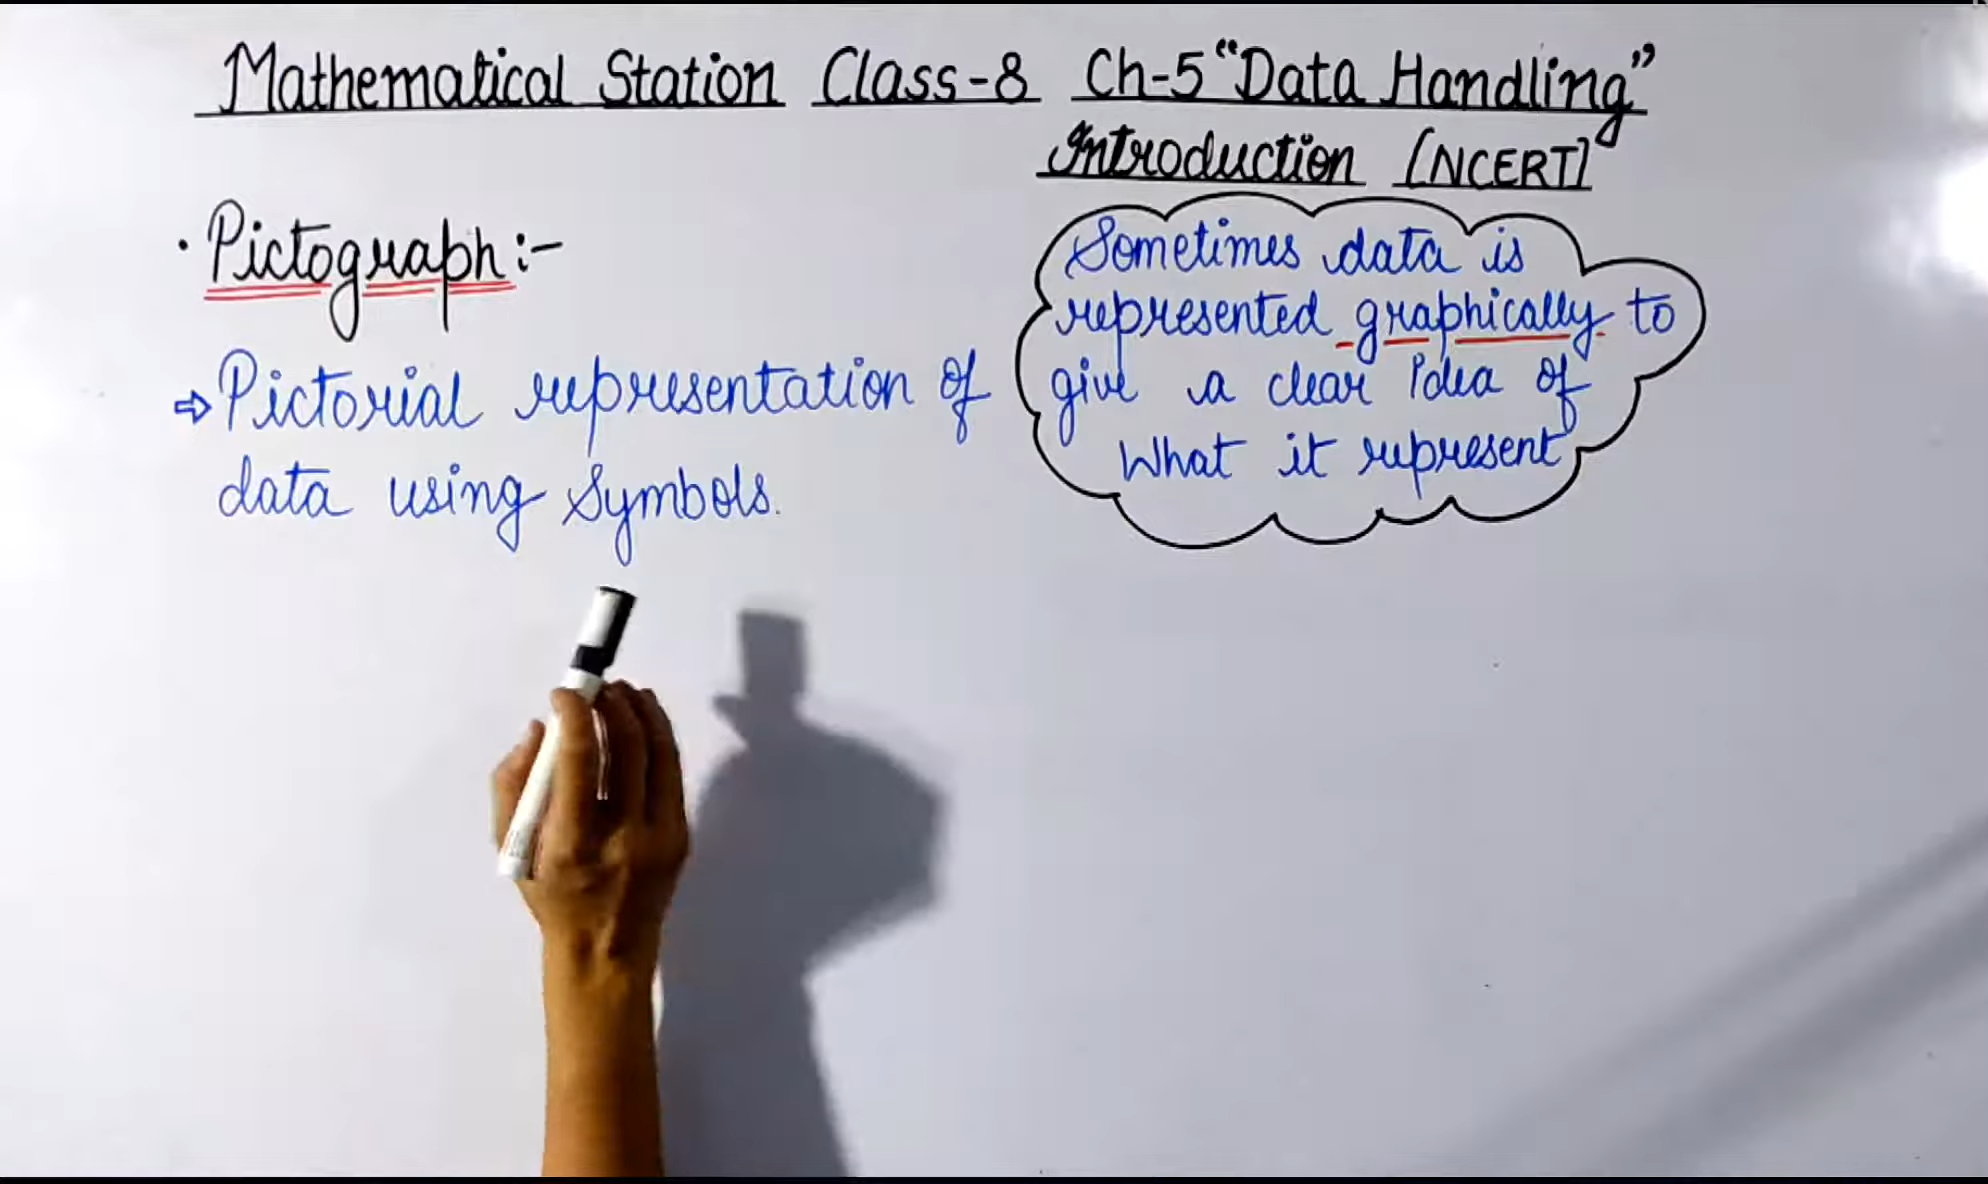 Mathematical Station Class-8 Ch-5 "Data Handling"
Introduction [NCERT]
· Pictograph:-
⇨ Pictorial representation of
data using Symbols.
Sometimes data is
represented graphically to
give a clear idea of
What it represent